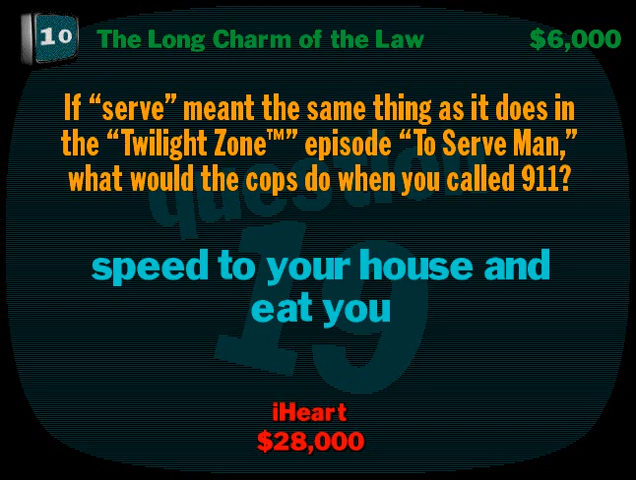 10 The Long Charm of the Law $6,000
If “serve” meant the same thing as it does in
the “Twilight Zone™” episode “To Serve Man,”
what would the cops do when you called 911?
question
19
speed to your house and
eat you
iHeart
$28,000